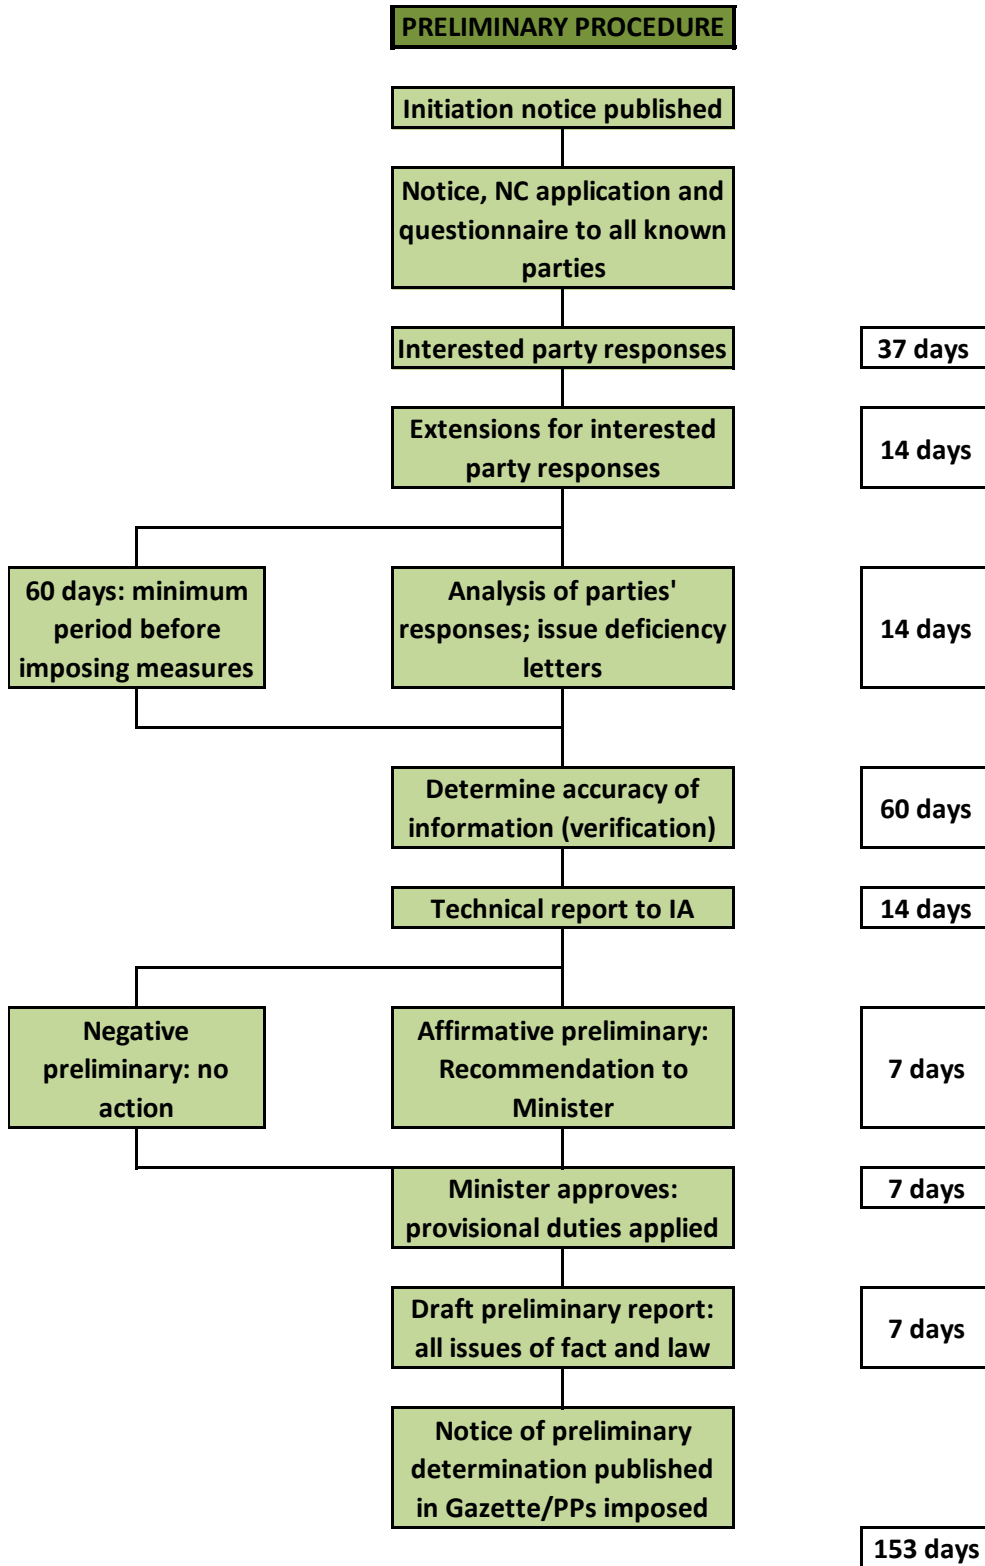 PRELIMINARY PROCEDURE
Initiation notice published
Notice, NC application and
questionnaire to all known
parties
Interested party responses
37 days
Extensions for interested
party responses
14 days
60 days: minimum
period before
imposing measures
Analysis of parties'
responses; issue deficiency
letters
14 days
Determine accuracy of
information (verification)
60 days
Technical report to IA
14 days
Negative
preliminary: no
action
Affirmative preliminary:
Recommendation to
Minister
7 days
Minister approves:
provisional duties applied
7 days
Draft preliminary report:
all issues of fact and law
7 days
Notice of preliminary
determination published
in Gazette/PPs imposed
153 days